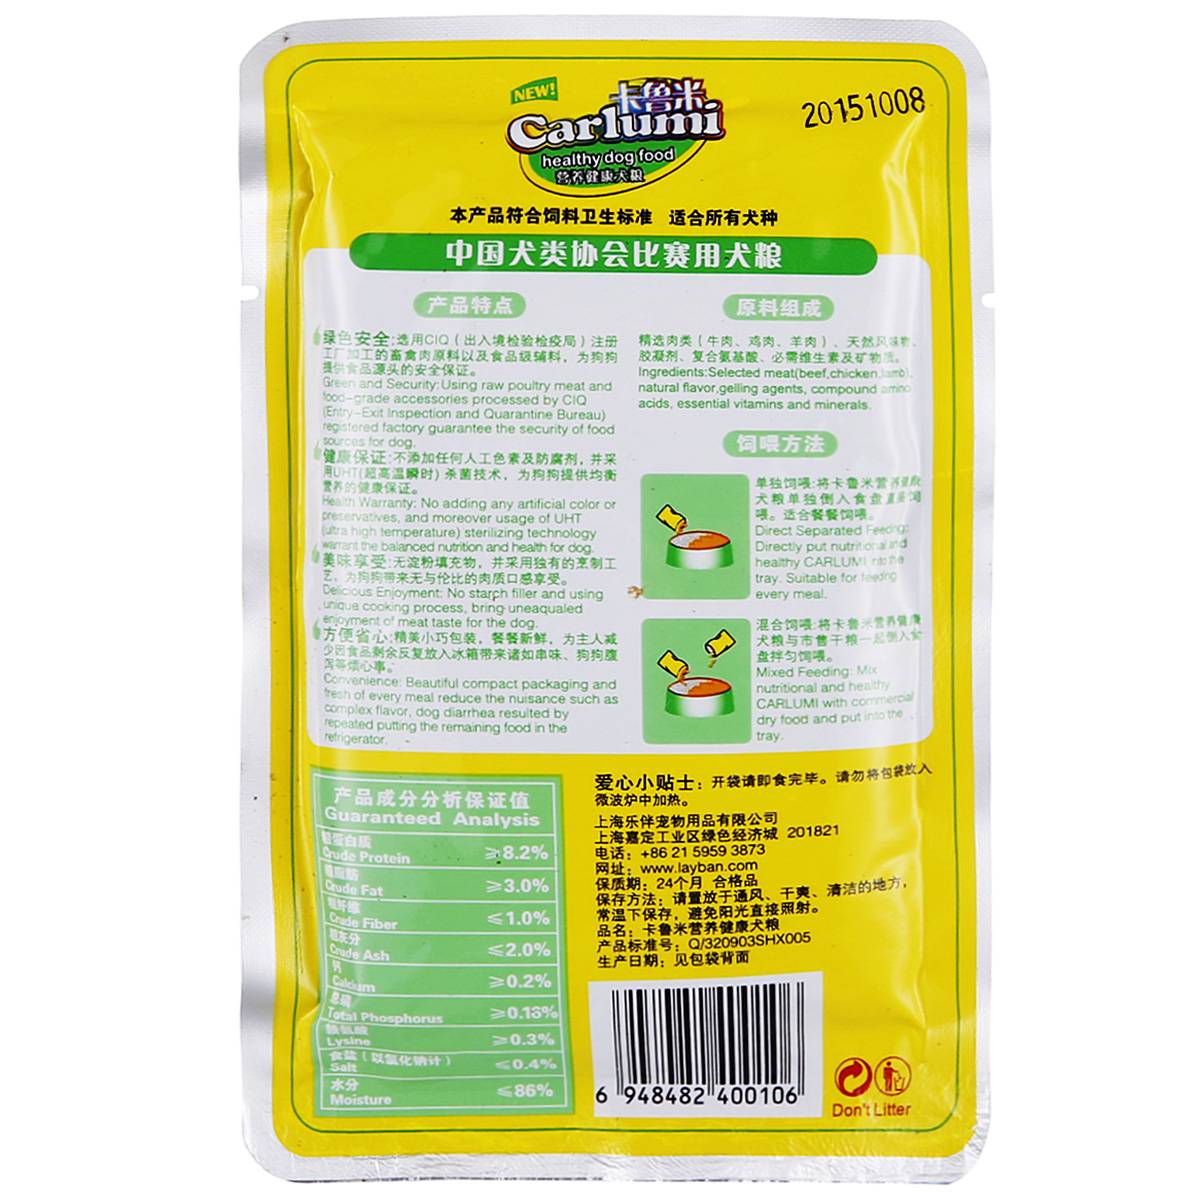 NEW!
卡鲁米
Carlumi
healthy dog food
营养健康犬粮
20151008
本产品符合饲料卫生标准 适合所有犬种
中国犬类协会比赛用犬粮
产品特点
绿色安全:选用CIQ（出入境检验检疫局）注册
工厂加工的畜禽肉原料以及食品级辅料，为狗狗
提供食品源头的安全保证。
Green and Security:Using raw poultry meat and
food-grade accessories processed by CIQ
(Entry-Exit Inspection and Quarantine Bureau)
registered factory guarantee the security of food
sources for dog.
健康保证:不添加任何人工色素及防腐剂，并采
用UHT(超高温瞬时) 杀菌技术，为狗狗提供均衡
营养的健康保证。
Health Warranty: No adding any artificial color or
preservatives, and moreover usage of UHT
(ultra high temperature) sterilizing technology
warrant the balanced nutrition and health for dog.
美味享受:无淀粉填充物，并采用独有的烹制工
艺，为狗狗带来无与伦比的肉质口感享受。
Delicious Enjoyment: No starch filler and using
unique cooking process, bring uneaqualed
enjoyment of meat taste for the dog.
方便省心:精美小巧包装，餐餐新鲜，为主人减
少因食品剩余反复放入冰箱带来诸如串味、狗狗腹
泻等烦心事。
Convenience: Beautiful compact packaging and
fresh of every meal reduce the nuisance such as
complex flavor, dog diarrhea resulted by
repeated putting the remaining food in the
refrigerator.
原料组成
精选肉类（牛肉、鸡肉、羊肉）、天然风味物、
胶凝剂、复合氨基酸、必需维生素及矿物质。
Ingredients:Selected meat(beef,chicken,lamb),
natural flavor,gelling agents, compound amino
acids, essential vitamins and minerals.
饲喂方法
单独饲喂:将卡鲁米营养健康
犬粮单独倒入食盘直接饲
喂。适合餐餐饲喂。
Direct Separated Feeding:
Directly put nutritional and
healthy CARLUMI into the
tray. Suitable for feeding
every meal.
混合饲喂:将卡鲁米营养健康
犬粮与市售干粮一起倒入食
盘拌匀饲喂。
Mixed Feeding: Mix
nutritional and healthy
CARLUMI with commercial
dry food and put into the
tray.
产品成分分析保证值
Guaranteed Analysis
粗蛋白质
Crude Protein ≥8.2%
粗脂肪
Crude Fat ≥3.0%
粗纤维
Crude Fiber ≤1.0%
粗灰分
Crude Ash ≤2.0%
钙
Calcium ≥0.2%
总磷
Total Phosphorus ≥0.13%
赖氨酸
Lysine ≥0.3%
食盐（以氯化钠计）
Salt ≤0.4%
水分
Moisture ≤86%
爱心小贴士：开袋请即食完毕。请勿将包装放入
微波炉中加热。
上海乐伴宠物用品有限公司
上海嘉定工业区绿色经济城 201821
电话：+86 21 5959 3873
网址：www.layban.com
保质期：24个月 合格品
保存方法：请置放于通风、干爽、清洁的地方，
常温下保存，避免阳光直接照射。
品名：卡鲁米营养健康犬粮
产品标准号：Q/320903SHX005
生产日期：见包装背面
6 948482 400106
Don't Litter